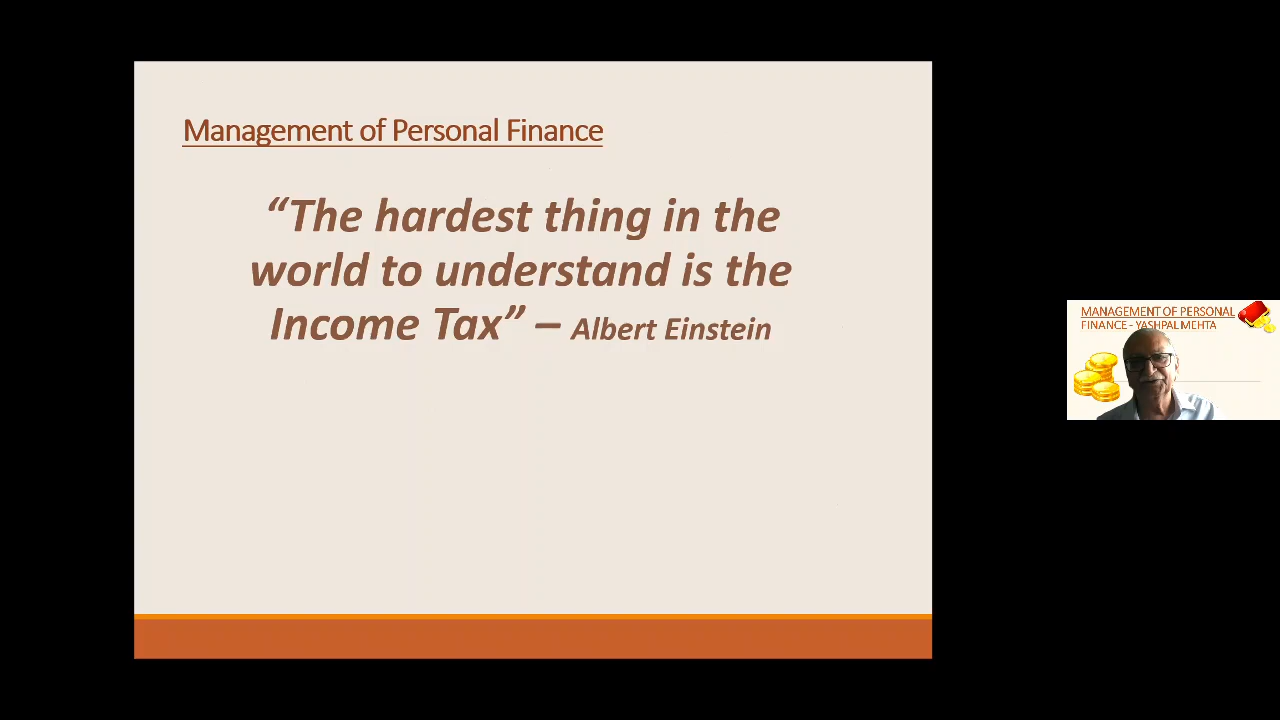 Management of Personal Finance
“The hardest thing in the
world to understand is the
Income Tax” – Albert Einstein
MANAGEMENT OF PERSONAL
FINANCE - YASHPAL MEHTA